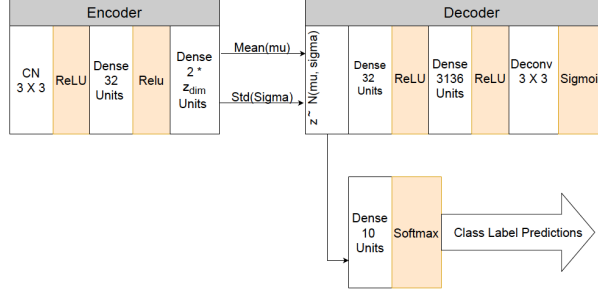 Encoder
Decoder
CN
3 X 3
ReLU
Dense
32
Units
Relu
Dense
2 *
z_dim
Units
Mean(mu)
Std(Sigma)
z ~ N(mu, sigma)
Dense
32
Units
ReLU
Dense
3136
Units
ReLU
Deconv
3 X 3
Sigmoi
Dense
10
Units
Softmax
Class Label Predictions